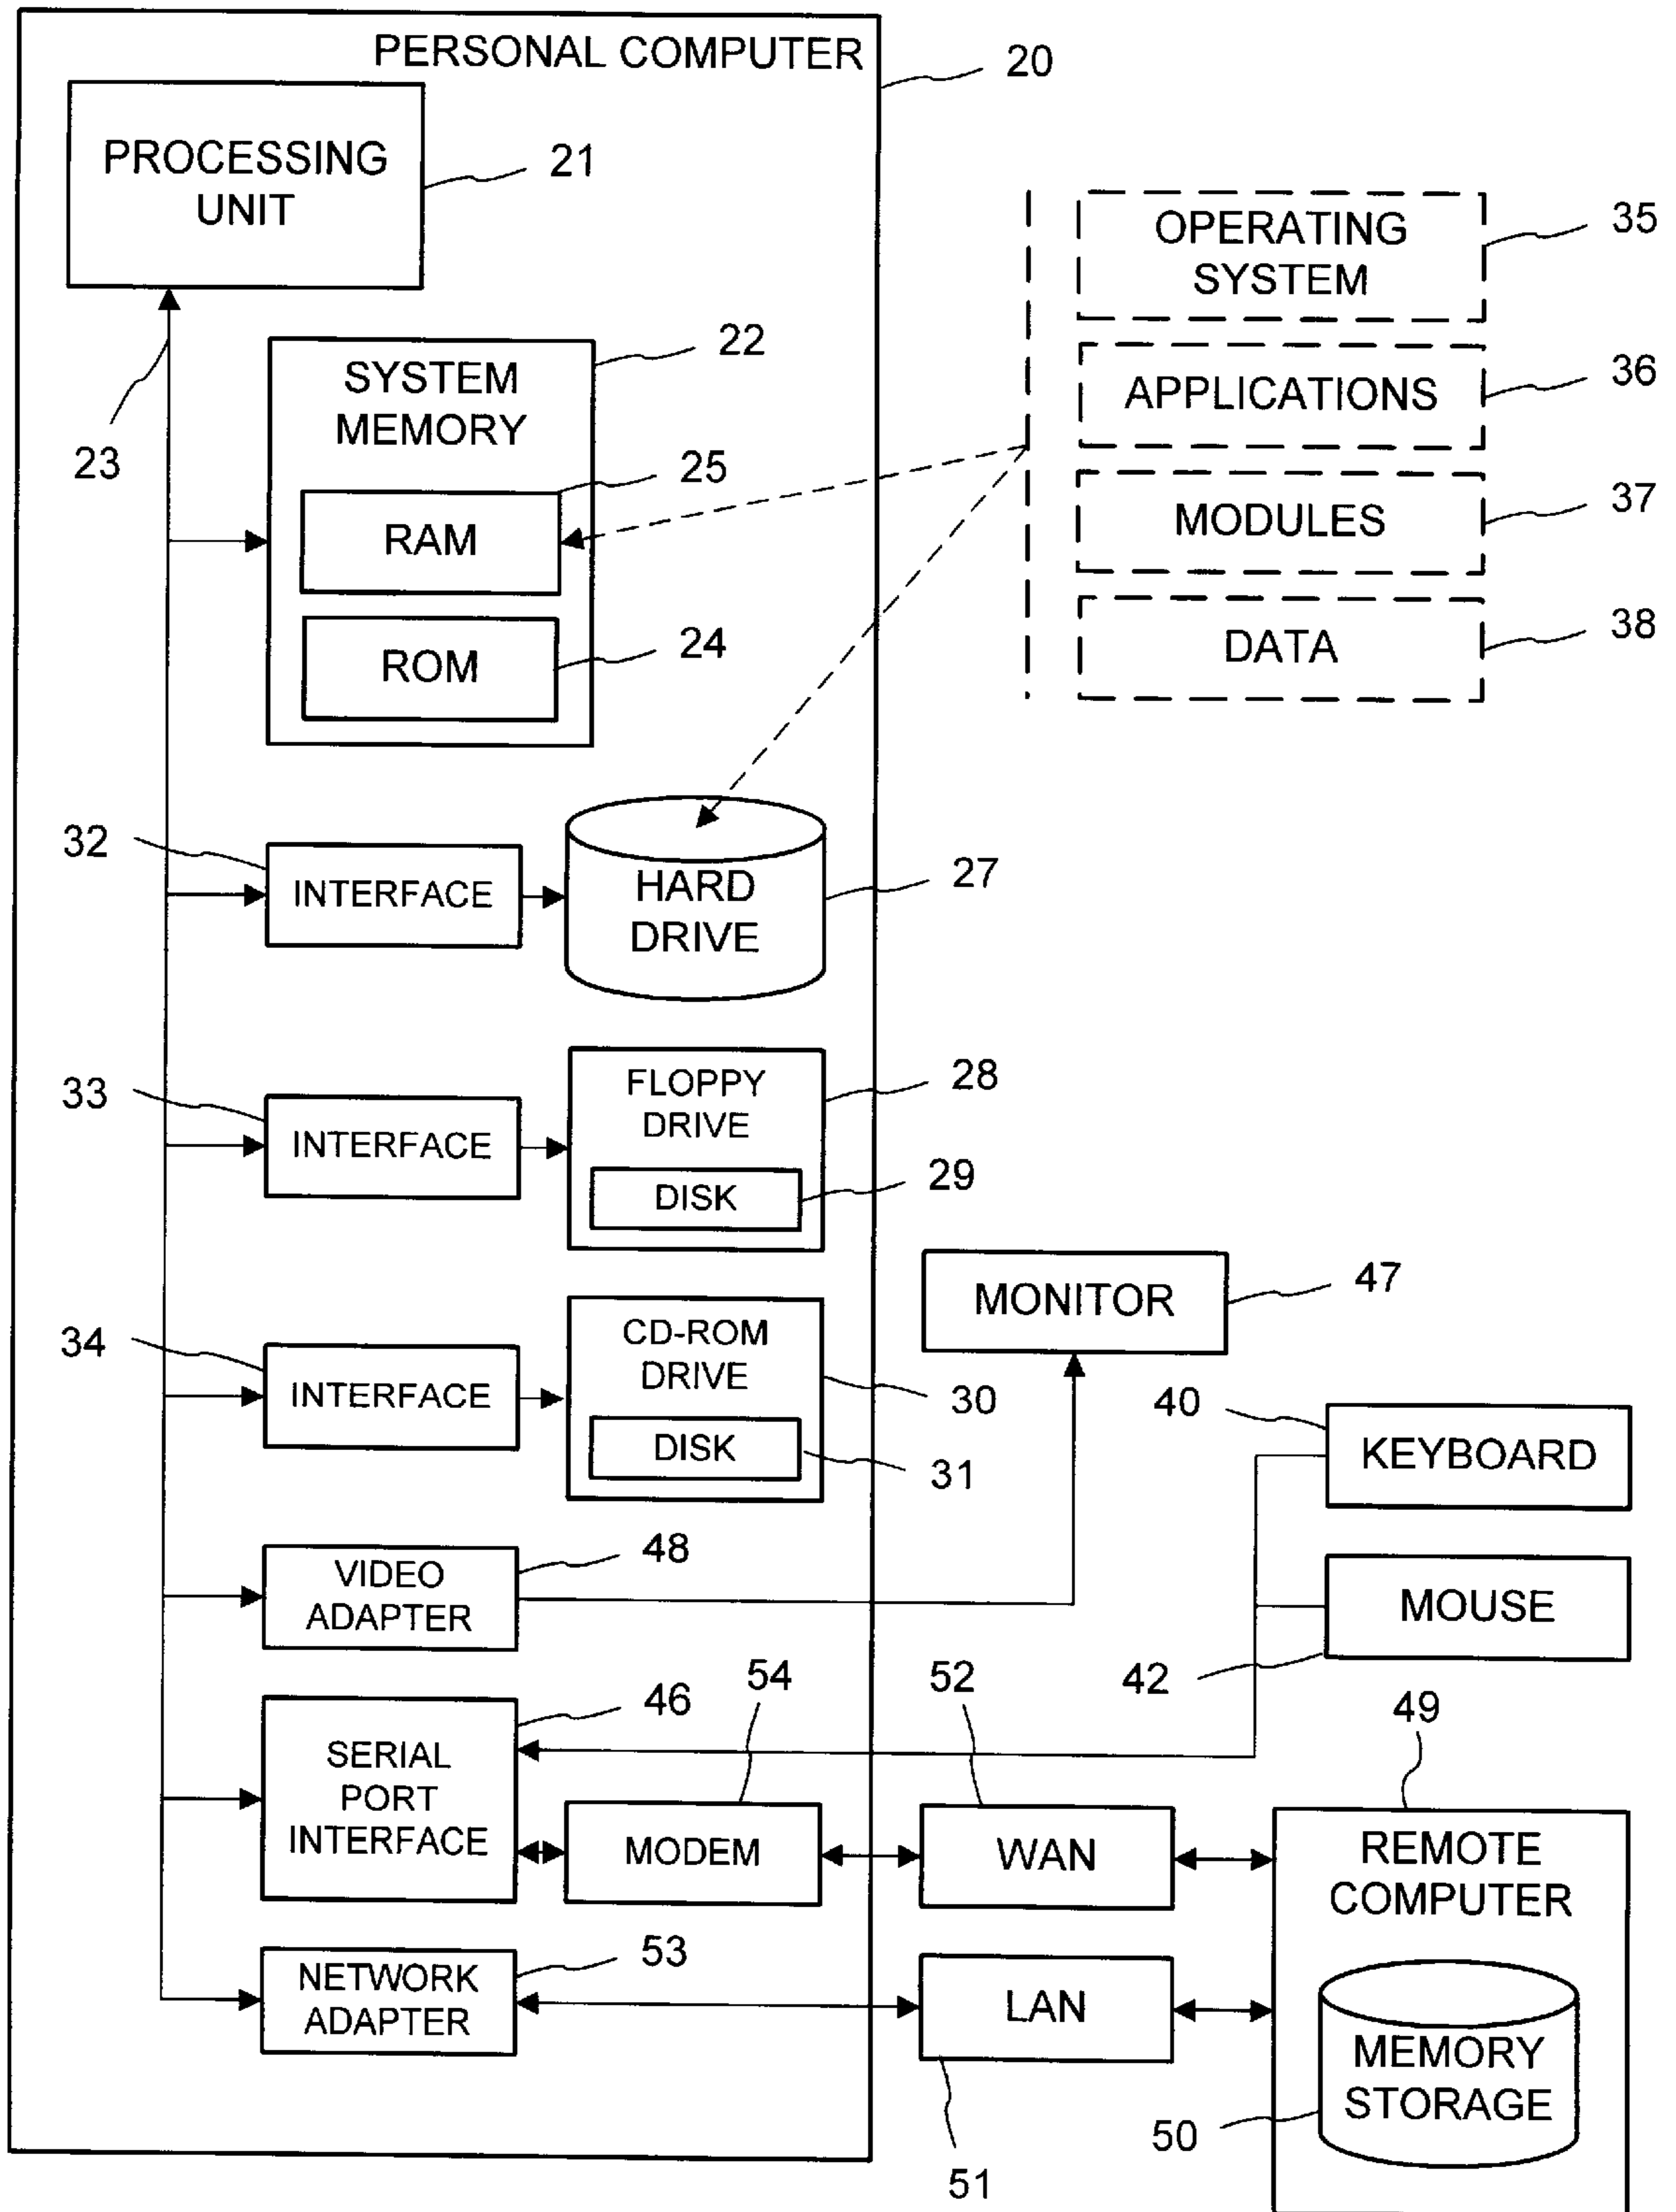 PERSONAL COMPUTER
20
PROCESSING
UNIT
21
23
SYSTEM
MEMORY
22
25
RAM
ROM
24
OPERATING
SYSTEM
35
APPLICATIONS
36
MODULES
37
DATA
38
32
INTERFACE
HARD
DRIVE
27
33
INTERFACE
FLOPPY
DRIVE
28
DISK
29
34
INTERFACE
CD-ROM
DRIVE
30
DISK
31
MONITOR
47
40
KEYBOARD
MOUSE
42
VIDEO
ADAPTER
48
SERIAL
PORT
INTERFACE
46
54
MODEM
52
WAN
49
REMOTE
COMPUTER
NETWORK
ADAPTER
53
LAN
51
MEMORY
STORAGE
50